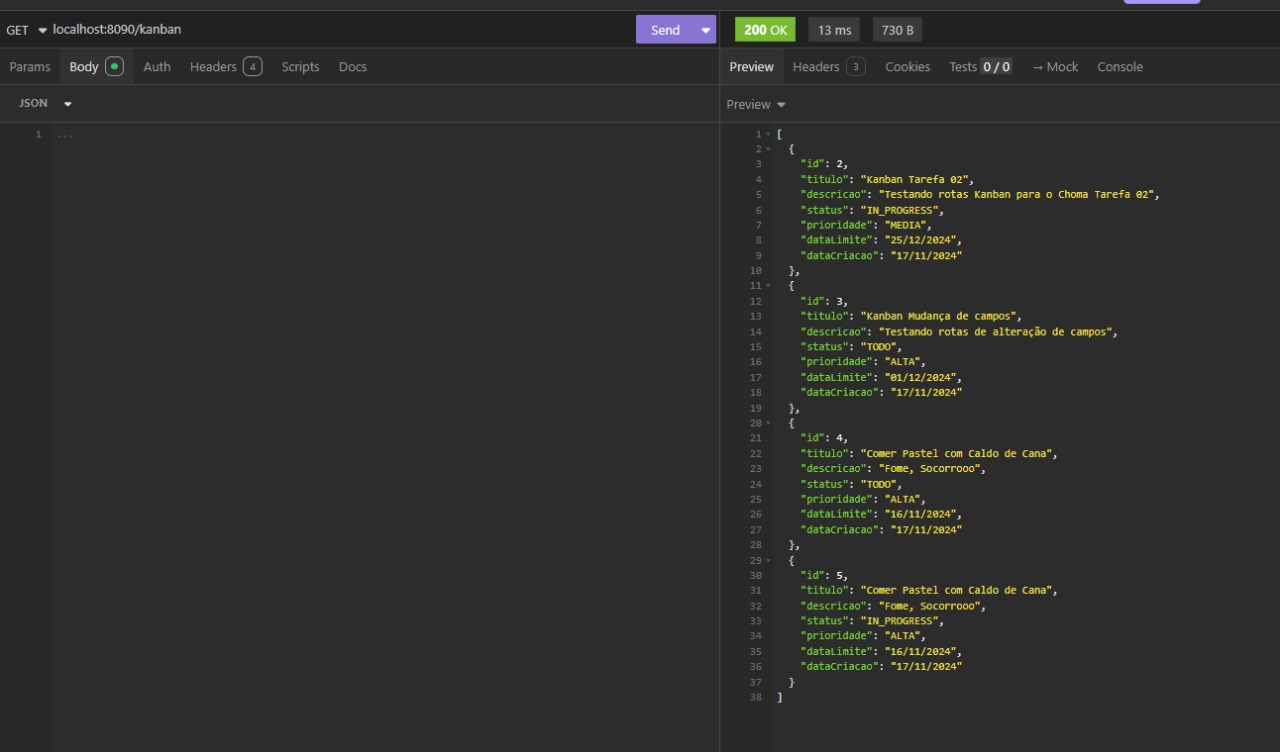 GET localhost:8090/kanban Send 200 OK 13 ms 730 B
Params Body Auth Headers 4 Scripts Docs Preview Headers 3 Cookies Tests 0 / 0 → Mock Console
JSON Preview
1 ...
1 [
2 {
3 "id": 2,
4 "titulo": "Kanban Tarefa 02",
5 "descricao": "Testando rotas Kanban para o Choma Tarefa 02",
6 "status": "IN_PROGRESS",
7 "prioridade": "MEDIA",
8 "dataLimite": "25/12/2024",
9 "dataCriacao": "17/11/2024"
10 },
11 {
12 "id": 3,
13 "titulo": "Kanban Mudança de campos",
14 "descricao": "Testando rotas de alteração de campos",
15 "status": "TODO",
16 "prioridade": "ALTA",
17 "dataLimite": "01/12/2024",
18 "dataCriacao": "17/11/2024"
19 },
20 {
21 "id": 4,
22 "titulo": "Comer Pastel com Caldo de Cana",
23 "descricao": "Fome, Socorrooo",
24 "status": "TODO",
25 "prioridade": "ALTA",
26 "dataLimite": "16/11/2024",
27 "dataCriacao": "17/11/2024"
28 },
29 {
30 "id": 5,
31 "titulo": "Comer Pastel com Caldo de Cana",
32 "descricao": "Fome, Socorrooo",
33 "status": "IN_PROGRESS",
34 "prioridade": "ALTA",
35 "dataLimite": "16/11/2024",
36 "dataCriacao": "17/11/2024"
37 }
38 ]